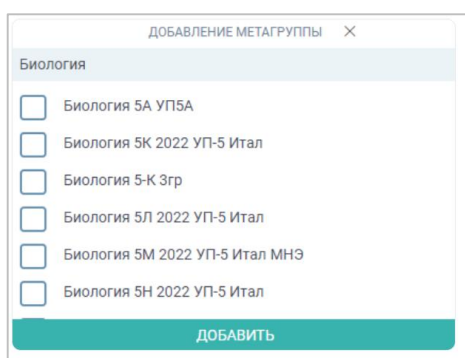 ДОБАВЛЕНИЕ МЕТАГРУППЫ ×
Биология
Биология 5А УП5А
Биология 5К 2022 УП-5 Итал
Биология 5-К 3гр
Биология 5Л 2022 УП-5 Итал
Биология 5М 2022 УП-5 Итал МНЭ
Биология 5Н 2022 УП-5 Итал
ДОБАВИТЬ